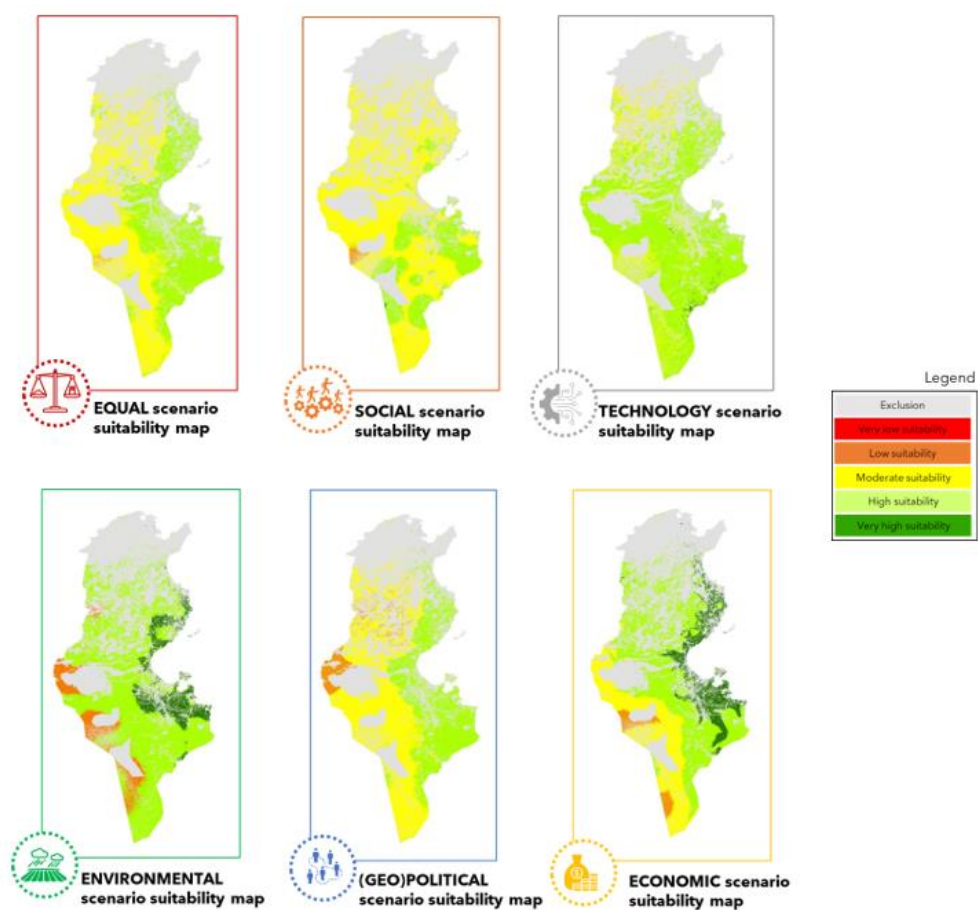 EQUAL scenario
suitability map
SOCIAL scenario
suitability map
TECHNOLOGY scenario
suitability map
Legend
Exclusion
Very low suitability
Low suitability
Moderate suitability
High suitability
Very high suitability
ENVIRONMENTAL
scenario suitability map
(GEO)POLITICAL
scenario suitability map
ECONOMIC scenario
suitability map